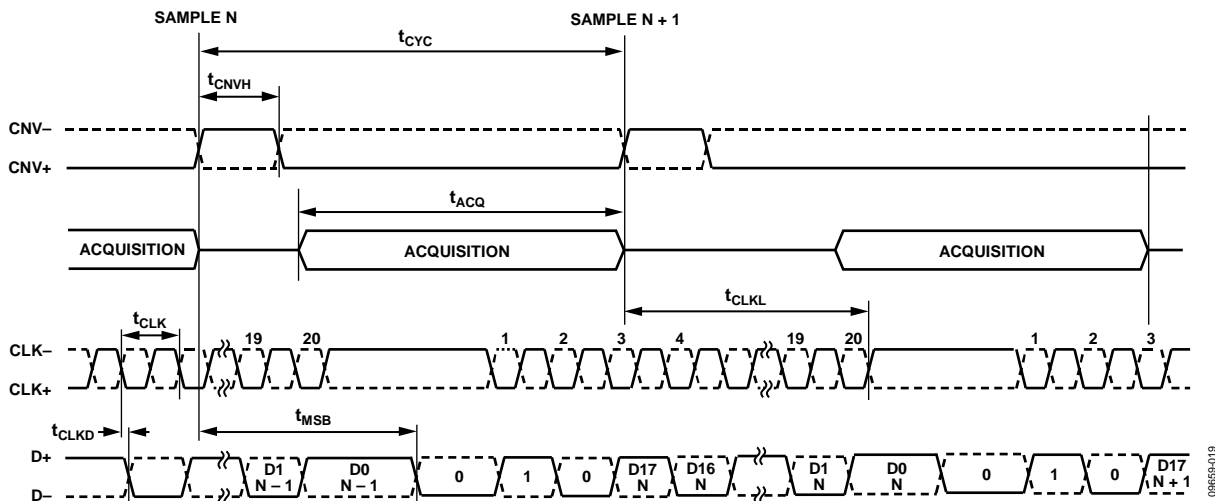 SAMPLE N SAMPLE N + 1
tCYC
tCNVH
CNV–
CNV+
tACQ
ACQUISITION ACQUISITION ACQUISITION
tCLKL
tCLK
19 20 1 2 3 4 19 20 1 2 3
CLK–
CLK+
tMSB
tCLKD
D+
D–
D1 N – 1 D0 N – 1 0 1 0 D17 N D16 N D1 N D0 N 0 1 0 D17 N + 1
09659-019